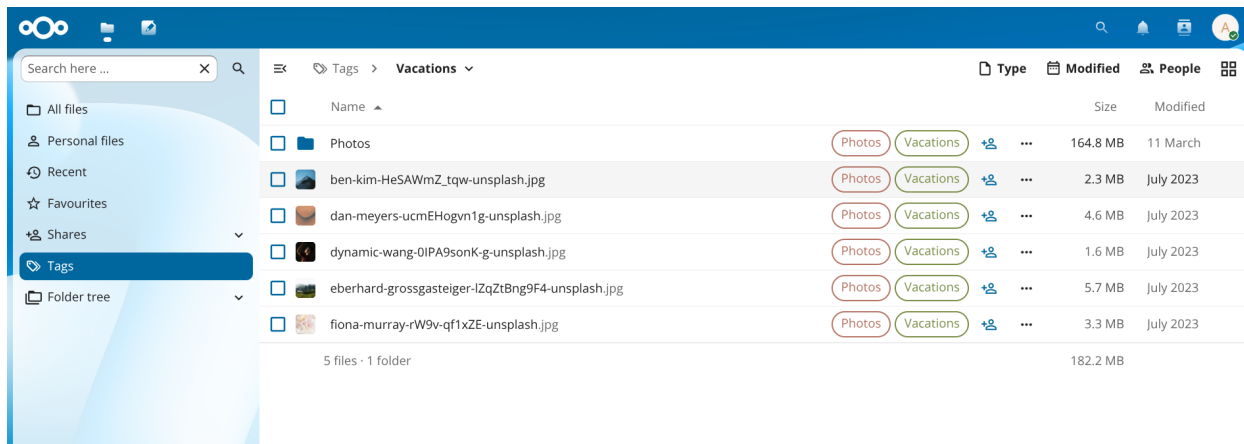 A
Search here ...
Tags > Vacations
Type Modified People
All files
Personal files
Recent
Favourites
Shares
Tags
Folder tree
Name Size Modified
Photos Photos Vacations 164.8 MB 11 March
ben-kim-HeSAWmZ_tqw-unsplash.jpg Photos Vacations 2.3 MB July 2023
dan-meyers-ucmEHogvn1g-unsplash.jpg Photos Vacations 4.6 MB July 2023
dynamic-wang-0IPA9sonK-g-unsplash.jpg Photos Vacations 1.6 MB July 2023
eberhard-grossgasteiger-lZqZtBng9F4-unsplash.jpg Photos Vacations 5.7 MB July 2023
fiona-murray-rW9v-qf1xZE-unsplash.jpg Photos Vacations 3.3 MB July 2023
5 files · 1 folder 182.2 MB